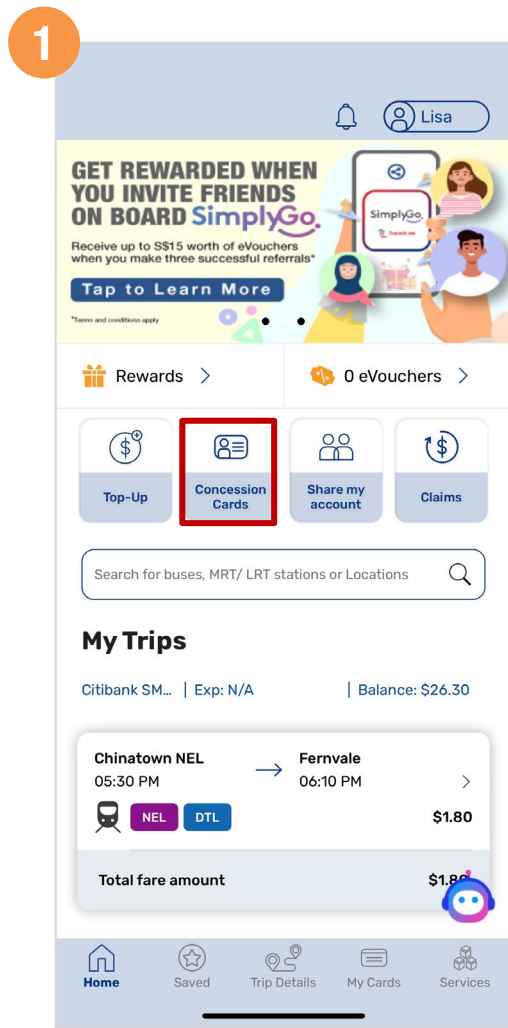 1
Lisa
GET REWARDED WHEN
YOU INVITE FRIENDS
ON BOARD SimplyGo.
Receive up to S$15 worth of eVouchers
when you make three successful referrals*
Tap to Learn More
*Terms and conditions apply
SimplyGo.
TransitLink
Rewards
0 eVouchers
Top-Up
Concession
Cards
Share my
account
Claims
Search for buses, MRT/ LRT stations or Locations
My Trips
Citibank SM... | Exp: N/A | Balance: $26.30
Chinatown NEL → Fernvale
05:30 PM 06:10 PM
NEL DTL $1.80
Total fare amount $1.80
Home Saved Trip Details My Cards Services